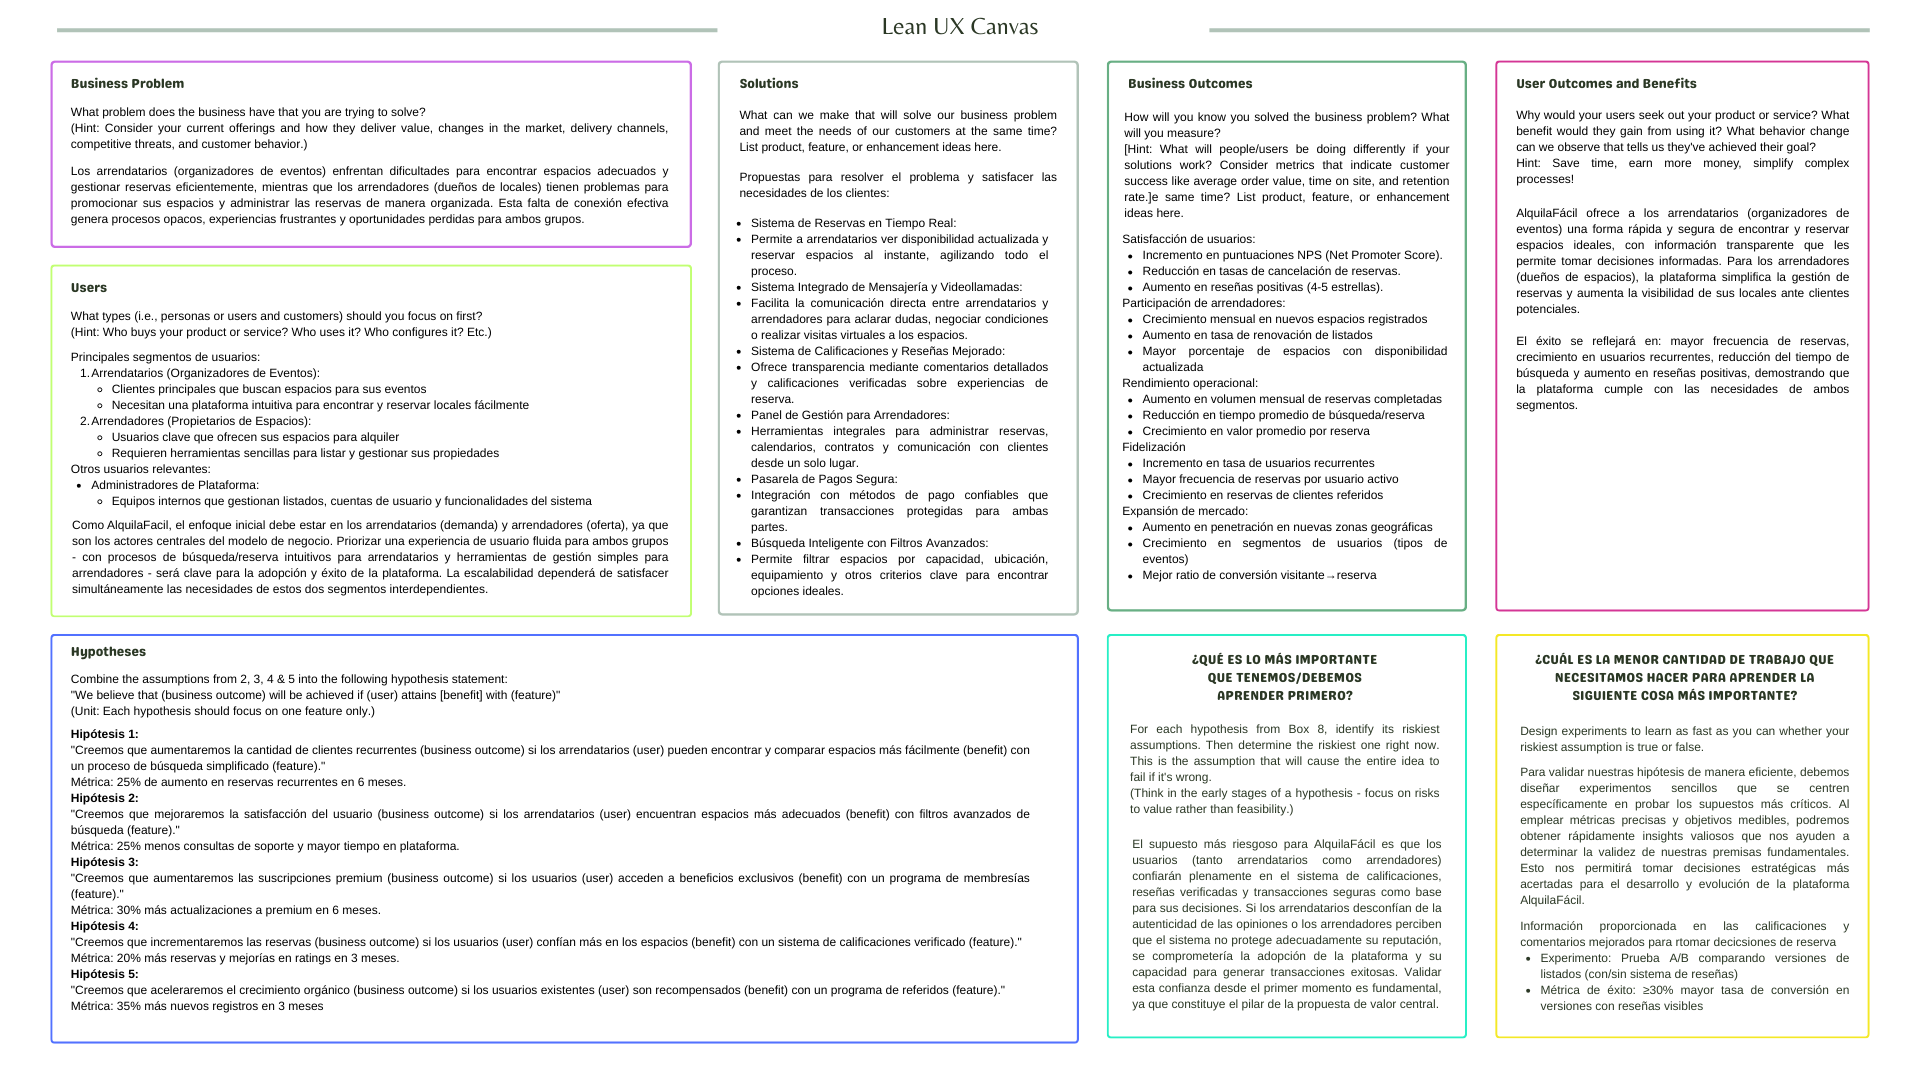 Lean UX Canvas
Business Problem
What problem does the business have that you are trying to solve?
(Hint: Consider your current offerings and how they deliver value, changes in the market, delivery channels,
competitive threats, and customer behavior.)
Los arrendatarios (organizadores de eventos) enfrentan dificultades para encontrar espacios adecuados y
gestionar reservas eficientemente, mientras que los arrendadores (dueños de locales) tienen problemas para
promocionar sus espacios y administrar las reservas de manera organizada. Esta falta de conexión efectiva
genera procesos opacos, experiencias frustrantes y oportunidades perdidas para ambos grupos.
Users
What types (i.e., personas or users and customers) should you focus on first?
(Hint: Who buys your product or service? Who uses it? Who configures it? Etc.)
Principales segmentos de usuarios:
1. Arrendatarios (Organizadores de Eventos):
◦ Clientes principales que buscan espacios para sus eventos
◦ Necesitan una plataforma intuitiva para encontrar y reservar locales fácilmente
2. Arrendadores (Propietarios de Espacios):
◦ Usuarios clave que ofrecen sus espacios para alquiler
◦ Requieren herramientas sencillas para listar y gestionar sus propiedades
Otros usuarios relevantes:
• Administradores de Plataforma:
◦ Equipos internos que gestionan listados, cuentas de usuario y funcionalidades del sistema
Como AlquilaFacil, el enfoque inicial debe estar en los arrendatarios (demanda) y arrendadores (oferta), ya que
son los actores centrales del modelo de negocio. Priorizar una experiencia de usuario fluida para ambos grupos
- con procesos de búsqueda/reserva intuitivos para arrendatarios y herramientas de gestión simples para
arrendadores - será clave para la adopción y éxito de la plataforma. La escalabilidad dependerá de satisfacer
simultáneamente las necesidades de estos dos segmentos interdependientes.
Solutions
What can we make that will solve our business problem
and meet the needs of our customers at the same time?
List product, feature, or enhancement ideas here.
Propuestas para resolver el problema y satisfacer las
necesidades de los clientes:
• Sistema de Reservas en Tiempo Real:
• Permite a arrendatarios ver disponibilidad actualizada y
reservar espacios al instante, agilizando todo el
proceso.
• Sistema Integrado de Mensajería y Videollamadas:
• Facilita la comunicación directa entre arrendatarios y
arrendadores para aclarar dudas, negociar condiciones
o realizar visitas virtuales a los espacios.
• Sistema de Calificaciones y Reseñas Mejorado:
• Ofrece transparencia mediante comentarios detallados
y calificaciones verificadas sobre experiencias de
reserva.
• Panel de Gestión para Arrendadores:
• Herramientas integrales para administrar reservas,
calendarios, contratos y comunicación con clientes
desde un solo lugar.
• Pasarela de Pagos Segura:
• Integración con métodos de pago confiables que
garantizan transacciones protegidas para ambas
partes.
• Búsqueda Inteligente con Filtros Avanzados:
• Permite filtrar espacios por capacidad, ubicación,
equipamiento y otros criterios clave para encontrar
opciones ideales.
Business Outcomes
How will you know you solved the business problem? What
will you measure?
[Hint: What will people/users be doing differently if your
solutions work? Consider metrics that indicate customer
success like average order value, time on site, and retention
rate.]e same time? List product, feature, or enhancement
ideas here.
Satisfacción de usuarios:
• Incremento en puntuaciones NPS (Net Promoter Score).
• Reducción en tasas de cancelación de reservas.
• Aumento en reseñas positivas (4-5 estrellas).
Participación de arrendadores:
• Crecimiento mensual en nuevos espacios registrados
• Aumento en tasa de renovación de listados
• Mayor porcentaje de espacios con disponibilidad
actualizada
Rendimiento operacional:
• Aumento en volumen mensual de reservas completadas
• Reducción en tiempo promedio de búsqueda/reserva
• Crecimiento en valor promedio por reserva
Fidelización
• Incremento en tasa de usuarios recurrentes
• Mayor frecuencia de reservas por usuario activo
• Crecimiento en reservas de clientes referidos
Expansión de mercado:
• Aumento en penetración en nuevas zonas geográficas
• Crecimiento en segmentos de usuarios (tipos de
eventos)
• Mejor ratio de conversión visitante→reserva
User Outcomes and Benefits
Why would your users seek out your product or service? What
benefit would they gain from using it? What behavior change
can we observe that tells us they've achieved their goal?
Hint: Save time, earn more money, simplify complex
processes!
AlquilaFácil ofrece a los arrendatarios (organizadores de
eventos) una forma rápida y segura de encontrar y reservar
espacios ideales, con información transparente que les
permite tomar decisiones informadas. Para los arrendadores
(dueños de espacios), la plataforma simplifica la gestión de
reservas y aumenta la visibilidad de sus locales ante clientes
potenciales.
El éxito se reflejará en: mayor frecuencia de reservas,
crecimiento en usuarios recurrentes, reducción del tiempo de
búsqueda y aumento en reseñas positivas, demostrando que
la plataforma cumple con las necesidades de ambos
segmentos.
Hypotheses
Combine the assumptions from 2, 3, 4 & 5 into the following hypothesis statement:
"We believe that (business outcome) will be achieved if (user) attains [benefit] with (feature)"
(Unit: Each hypothesis should focus on one feature only.)
Hipótesis 1:
"Creemos que aumentaremos la cantidad de clientes recurrentes (business outcome) si los arrendatarios (user) pueden encontrar y comparar espacios más fácilmente (benefit) con
un proceso de búsqueda simplificado (feature)."
Métrica: 25% de aumento en reservas recurrentes en 6 meses.
Hipótesis 2:
"Creemos que mejoraremos la satisfacción del usuario (business outcome) si los arrendatarios (user) encuentran espacios más adecuados (benefit) con filtros avanzados de
búsqueda (feature)."
Métrica: 25% menos consultas de soporte y mayor tiempo en plataforma.
Hipótesis 3:
"Creemos que aumentaremos las suscripciones premium (business outcome) si los usuarios (user) acceden a beneficios exclusivos (benefit) con un programa de membresías
(feature)."
Métrica: 30% más actualizaciones a premium en 6 meses.
Hipótesis 4:
"Creemos que incrementaremos las reservas (business outcome) si los usuarios (user) confían más en los espacios (benefit) con un sistema de calificaciones verificado (feature)."
Métrica: 20% más reservas y mejorías en ratings en 3 meses.
Hipótesis 5:
"Creemos que aceleraremos el crecimiento orgánico (business outcome) si los usuarios existentes (user) son recompensados (benefit) con un programa de referidos (feature)."
Métrica: 35% más nuevos registros en 3 meses
¿QUÉ ES LO MÁS IMPORTANTE
QUE TENEMOS/DEBEMOS
APRENDER PRIMERO?
For each hypothesis from Box 8, identify its riskiest
assumptions. Then determine the riskiest one right now.
This is the assumption that will cause the entire idea to
fail if it's wrong.
(Think in the early stages of a hypothesis - focus on risks
to value rather than feasibility.)
El supuesto más riesgoso para AlquilaFácil es que los
usuarios (tanto arrendatarios como arrendadores)
confiarán plenamente en el sistema de calificaciones,
reseñas verificadas y transacciones seguras como base
para sus decisiones. Si los arrendatarios desconfían de la
autenticidad de las opiniones o los arrendadores perciben
que el sistema no protege adecuadamente su reputación,
se comprometería la adopción de la plataforma y su
capacidad para generar transacciones exitosas. Validar
esta confianza desde el primer momento es fundamental,
ya que constituye el pilar de la propuesta de valor central.
¿CUÁL ES LA MENOR CANTIDAD DE TRABAJO QUE
NECESITAMOS HACER PARA APRENDER LA
SIGUIENTE COSA MÁS IMPORTANTE?
Design experiments to learn as fast as you can whether your
riskiest assumption is true or false.
Para validar nuestras hipótesis de manera eficiente, debemos
diseñar experimentos sencillos que se centren
específicamente en probar los supuestos más críticos. Al
emplear métricas precisas y objetivos medibles, podremos
obtener rápidamente insights valiosos que nos ayuden a
determinar la validez de nuestras premisas fundamentales.
Esto nos permitirá tomar decisiones estratégicas más
acertadas para el desarrollo y evolución de la plataforma
AlquilaFácil.
Información proporcionada en las calificaciones y
comentarios mejorados para rtomar decicsiones de reserva
• Experimento: Prueba A/B comparando versiones de
listados (con/sin sistema de reseñas)
• Métrica de éxito: ≥30% mayor tasa de conversión en
versiones con reseñas visibles